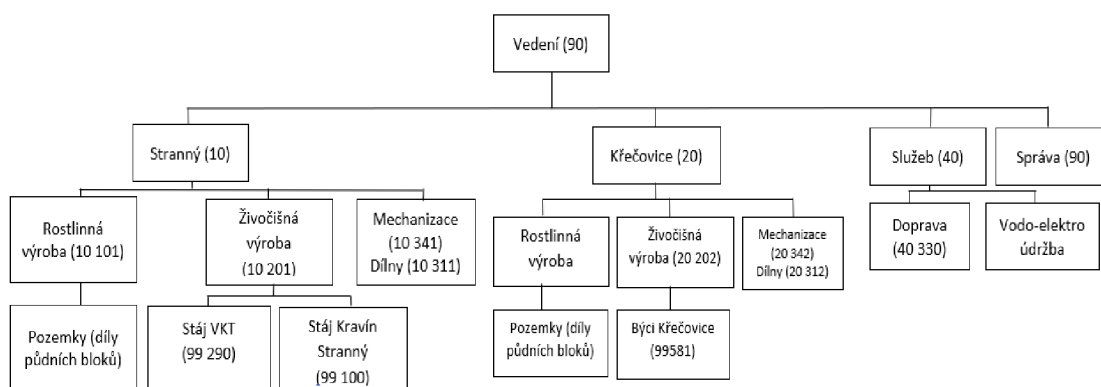 Vedení (90)
Stranný (10)
Křečovice (20)
Služeb (40)
Správa (90)
Rostlinná
výroba (10 101)
Živočišná
výroba
(10 201)
Mechanizace
(10 341)
Dílny (10 311)
Rostlinná
výroba
Živočišná
výroba (20 202)
Mechanizace
(20 342)
Dílny (20 312)
Doprava
(40 330)
Vodo-elektro
údržba
Pozemky (díly
půdních bloků)
Stáj VKT
(99 290)
Stáj Kravín
Stranný
(99 100)
Pozemky (díly
půdních bloků)
Býci Křečovice
(99581)